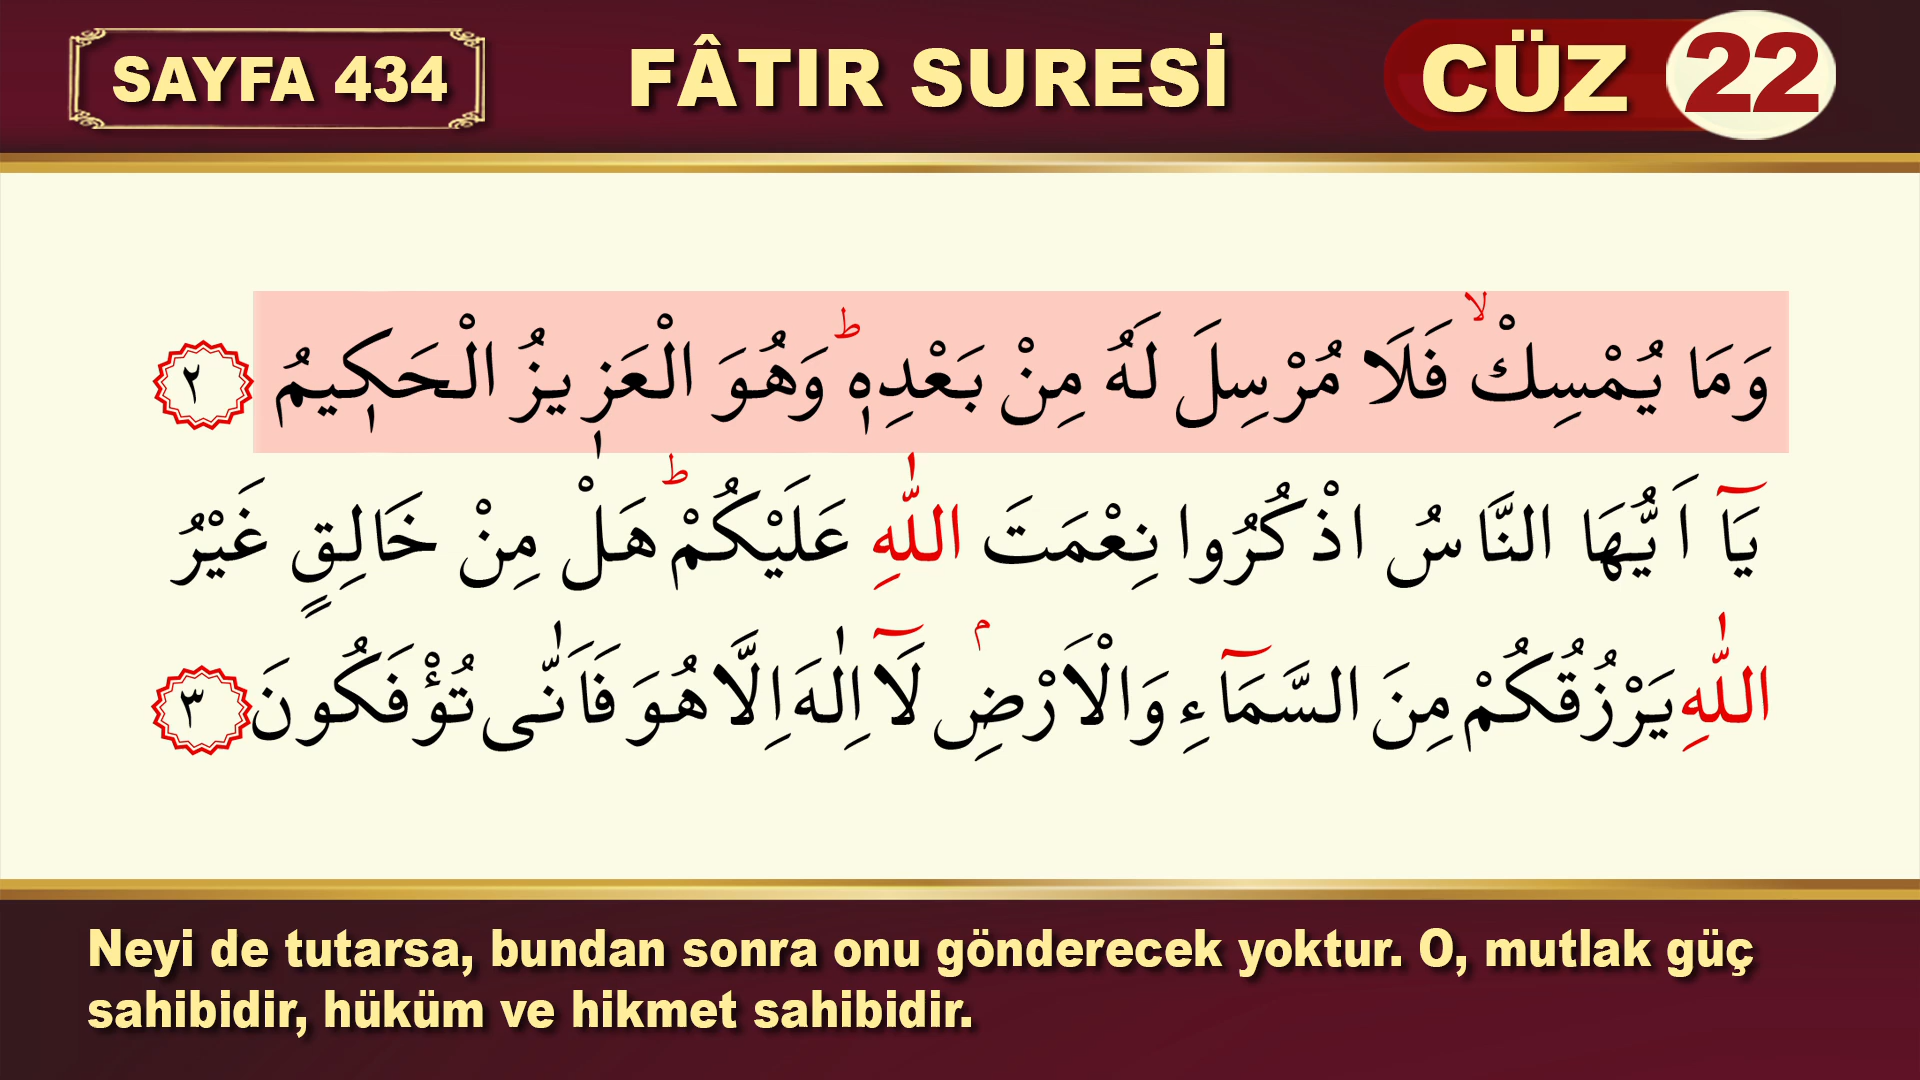 SAYFA 434
FÂTIR SURESİ
CÜZ 22
وَمَا يُمْسِكْۙ فَلَا مُرْسِلَ لَهُ مِنْ بَعْدِه۪ۜ وَهُوَ الْعَز۪يزُ الْحَك۪يمُ ٢
يَٓا اَيُّهَا النَّاسُ اذْكُرُوا نِعْمَتَ اللّٰهِ عَلَيْكُمْۜ هَلْ مِنْ خَالِقٍ غَيْرُ
اللّٰهِ يَرْزُقُكُمْ مِنَ السَّمَٓاءِ وَالْاَرْضِۘ لَٓا اِلٰهَ اِلَّا هُوَ فَاَنّٰى تُؤْفَكُونَ ٣
Neyi de tutarsa, bundan sonra onu gönderecek yoktur. O, mutlak güç
sahibidir, hüküm ve hikmet sahibidir.